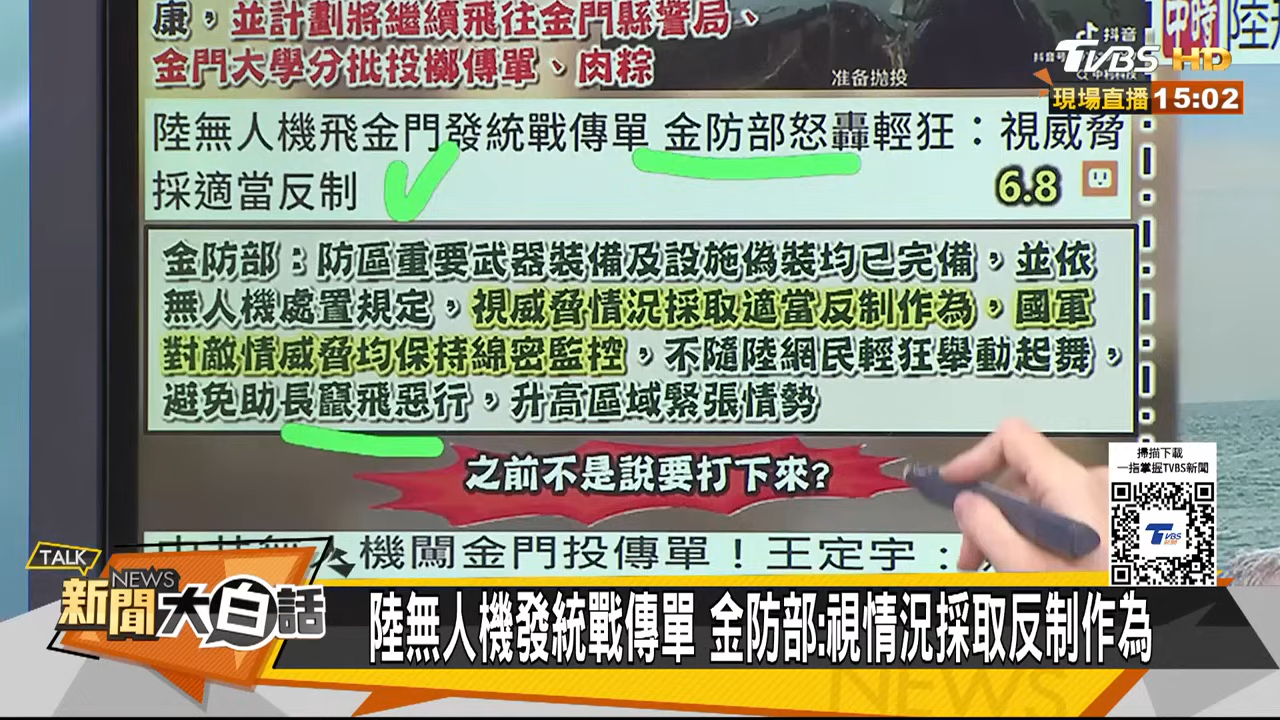 康，並計劃將繼續飛往金門縣警局、
金門大學分批投擲傳單、肉粽
准备抛投
抖音
抖音号
中時
陸
TVBS HD
現場直播 15:02
陸無人機飛金門發統戰傳單 金防部怒轟輕狂：視威脅
採適當反制
6.8
金防部：防區重要武器裝備及設施偽裝均已完備，並依
無人機處置規定，視威脅情況採取適當反制作為，國軍
對敵情威脅均保持綿密監控，不隨陸網民輕狂舉動起舞，
避免助長竄飛惡行，升高區域緊張情勢
之前不是說要打下來？
掃描下載
一指掌握TVBS新聞
TVBS
機闖金門投傳單！王定宇：
TALK
NEWS
新聞大白話
陸無人機發統戰傳單 金防部:視情況採取反制作為
NEWS